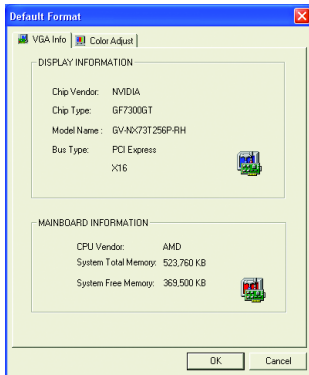 Default Format
VGA Info
Color Adjust
DISPLAY INFORMATION
Chip Vendor: NVIDIA
Chip Type: GF7300GT
Model Name : GV-NX73T256P-RH
Bus Type: PCI Express
X16
MAINBOARD INFORMATION
CPU Vendor: AMD
System Total Memory: 523,760 KB
System Free Memory: 369,500 KB
OK
Cancel